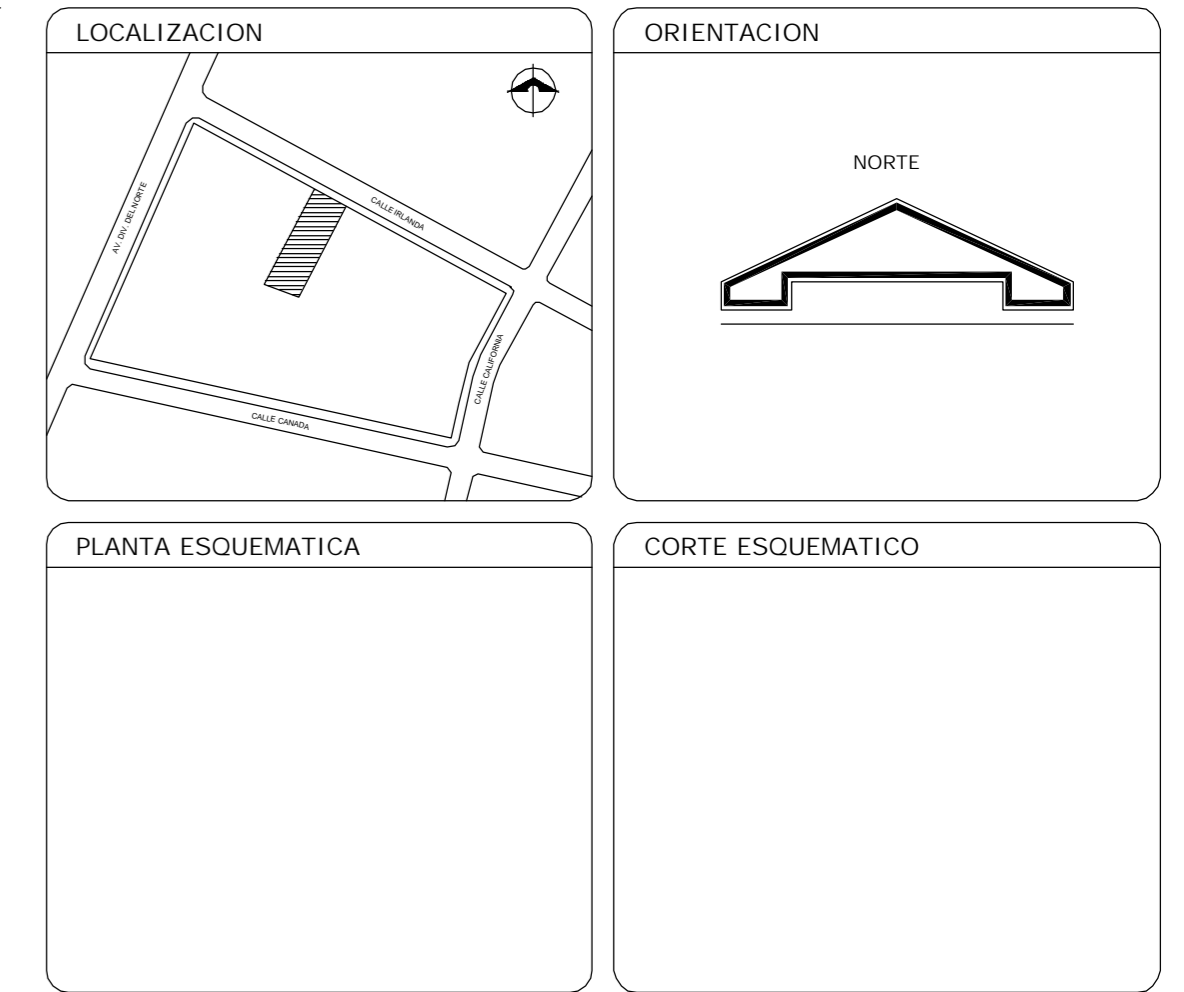 LOCALIZACION
AV. DIV. DEL NORTE
CALLE IRLANDA
CALLE CALIFORNIA
CALLE CANADA
ORIENTACION
NORTE
PLANTA ESQUEMATICA
CORTE ESQUEMATICO